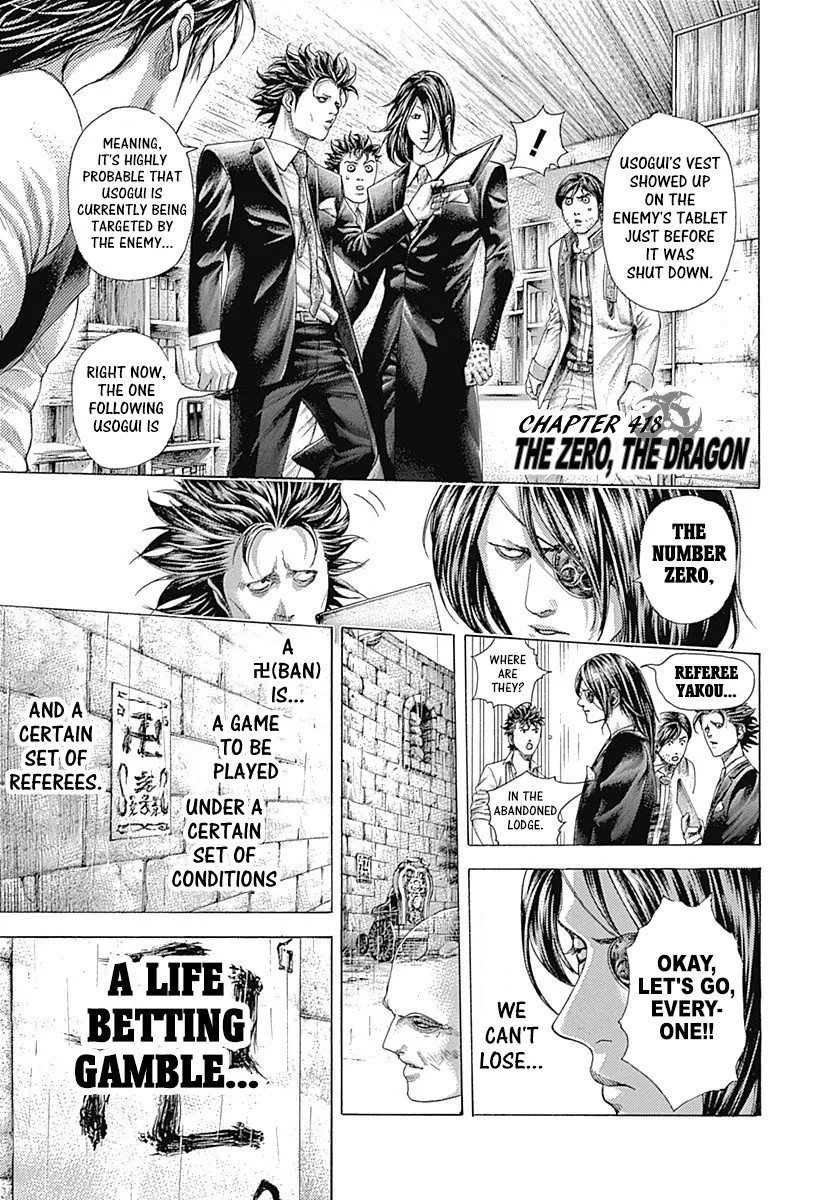 USOGUI'S VEST
SHOWED UP
ON THE
ENEMY'S TABLET
JUST BEFORE
IT WAS
SHUT DOWN.
!
MEANING,
IT'S HIGHLY
PROBABLE THAT
USOGUI IS
CURRENTLY BEING
TARGETED BY
THE ENEMY...
RIGHT NOW,
THE ONE
FOLLOWING
USOGUI IS
CHAPTER 418
THE ZERO, THE DRAGON
THE
NUMBER
ZERO,
REFEREE
YAKOU...
WHERE
ARE
THEY?
IN THE
ABANDONED
LODGE.
OKAY,
LET'S GO,
EVERY-
ONE!!
WE
CAN'T
LOSE...
A
卍(BAN)
IS...
A GAME
TO BE
PLAYED
UNDER A
CERTAIN
SET OF
CONDITIONS
AND A
CERTAIN
SET OF
REFEREES.
卍
A LIFE
BETTING
GAMBLE...